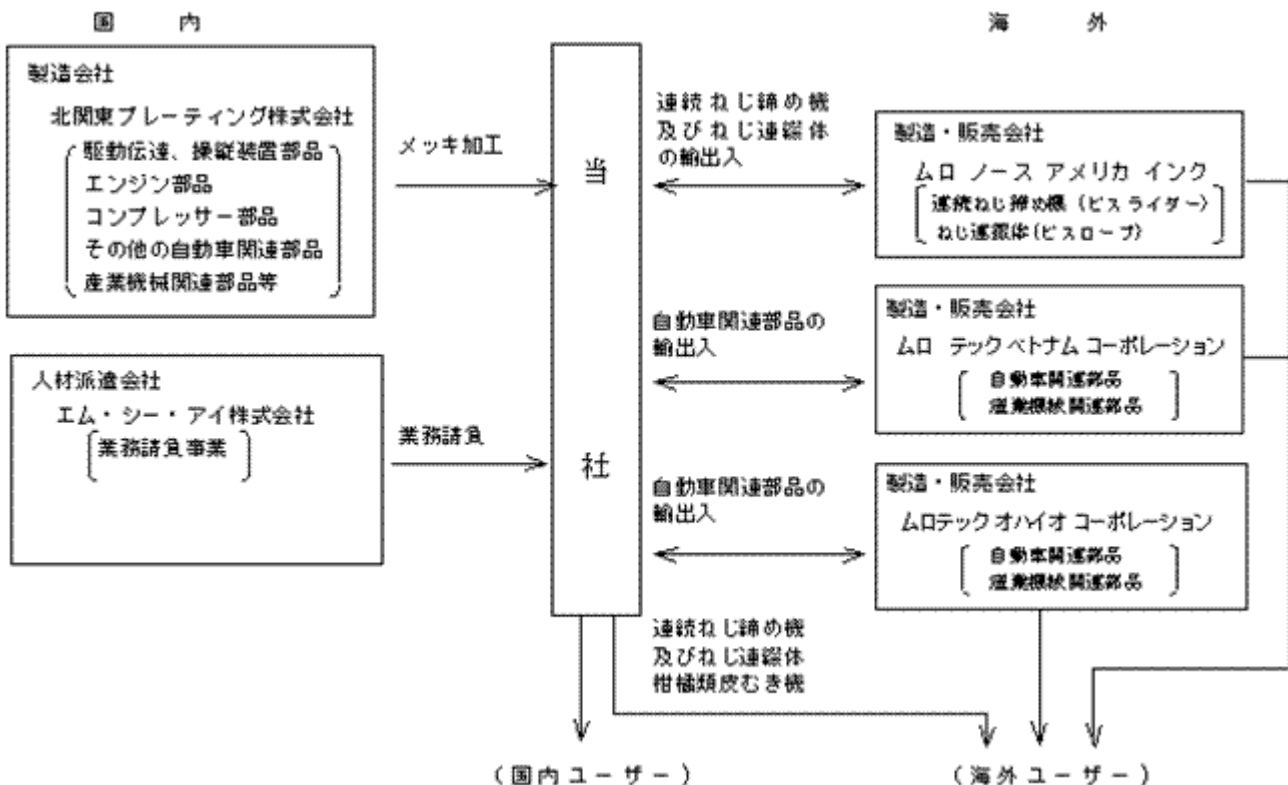 国内
海外
製造会社
北関東プレーティング株式会社
駆動伝達、操縦装置部品
エンジン部品
コンプレッサー部品
その他の自動車関連部品
産業機械関連部品等
メッキ加工
人材派遣会社
エム・シー・アイ株式会社
業務請負事業
業務請負
当社
連続ねじ締め機
及びねじ連綴体
の輸出入
製造・販売会社
ムロ ノース アメリカ インク
連続ねじ締め機(ビスライダー)
ねじ連綴体(ビスロープ)
自動車関連部品の
輸出入
製造・販売会社
ムロ テック ベトナム コーポレーション
自動車関連部品
産業機械関連部品
自動車関連部品の
輸出入
製造・販売会社
ムロテック オハイオ コーポレーション
自動車関連部品
産業機械関連部品
連続ねじ締め機
及びねじ連綴体
柑橘類皮むき機
(国内ユーザー)
(海外ユーザー)